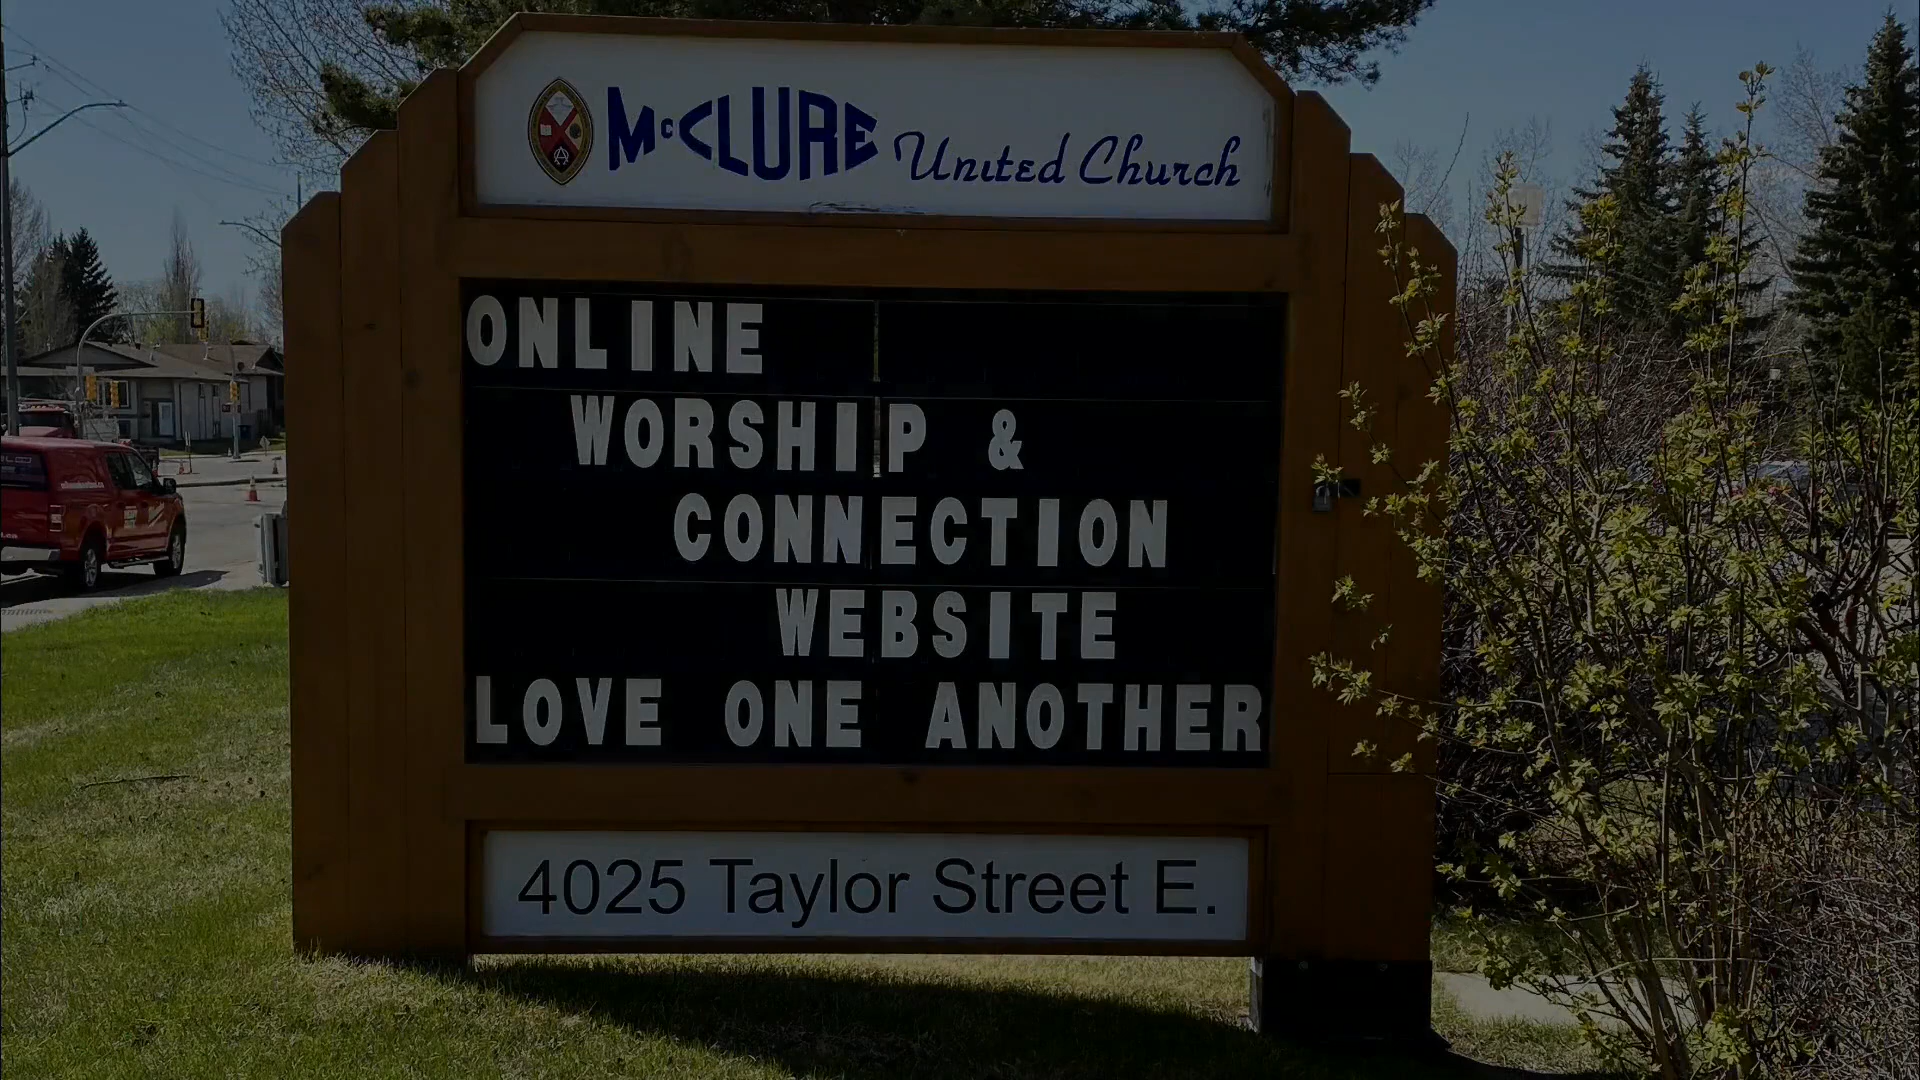 McCLURE United Church
ONLINE
WORSHIP &
CONNECTION
WEBSITE
LOVE ONE ANOTHER
4025 Taylor Street E.